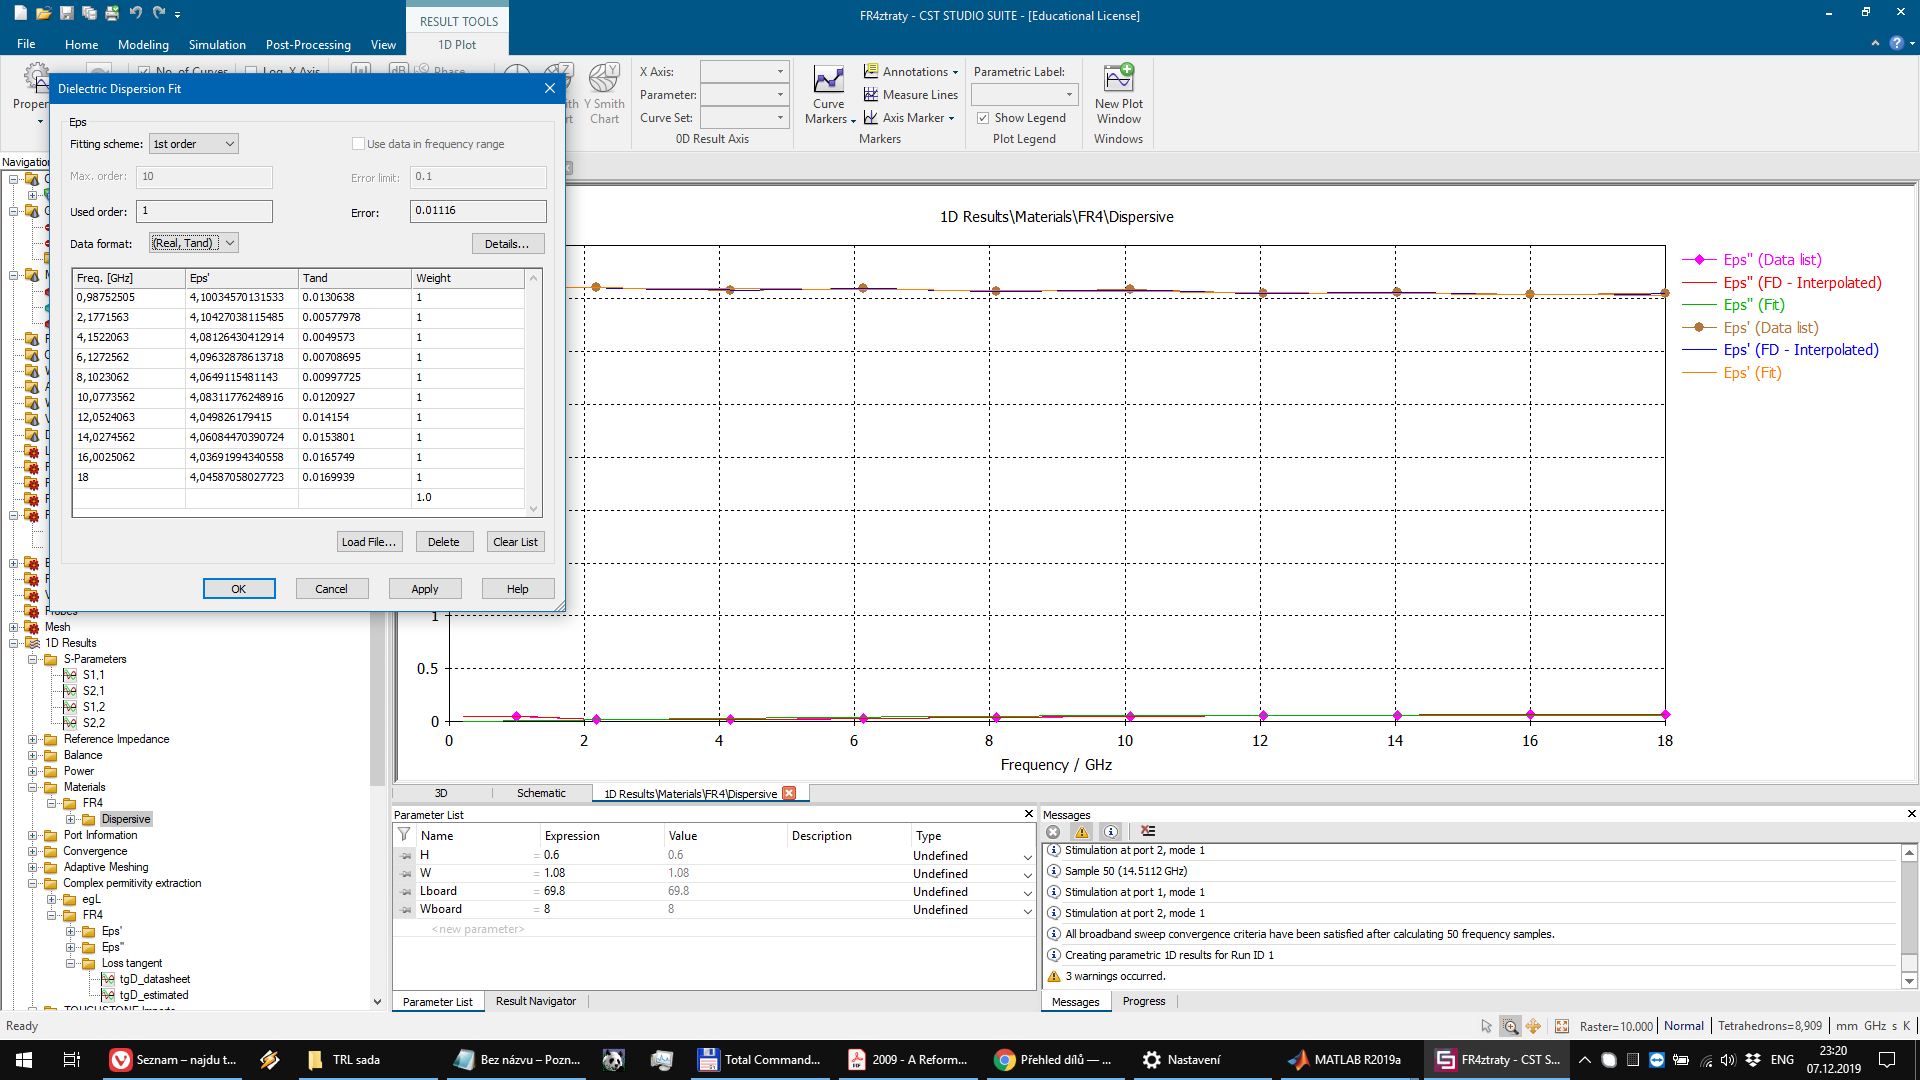 FR4ztraty - CST STUDIO SUITE - [Educational License]
RESULT TOOLS
File Home Modeling Simulation Post-Processing View 1D Plot
No. of Curves Log. X Axis Phase
X Axis:
Annotations
Parametric Label:
Parameter:
Measure Lines
Curve Set:
Axis Marker
Show Legend
Y Smith Chart
Curve Markers
New Plot Window
0D Result Axis Markers Plot Legend Windows
Dielectric Dispersion Fit
Eps
Fitting scheme: 1st order Use data in frequency range
Max. order: 10 Error limit: 0.1
Used order: 1 Error: 0.01116
Data format: (Real, Tand) Details...
Freq. [GHz] Eps' Tand Weight
0,98752505 4,10034570131533 0.0130638 1
2,1771563 4,10427038115485 0.00577978 1
4,1522063 4,08126430412914 0.0049573 1
6,1272562 4,09632878613718 0.00708695 1
8,1023062 4,0649115481143 0.00997725 1
10,0773562 4,08311776248916 0.0120927 1
12,0524063 4,049826179415 0.014154 1
14,0274562 4,06084470390724 0.0153801 1
16,0025062 4,03691994340558 0.0165749 1
18 4,04587058027723 0.0169939 1
1.0
Load File... Delete Clear List
OK Cancel Apply Help
1D Results\Materials\FR4\Dispersive
Eps'' (Data list)
Eps'' (FD - Interpolated)
Eps'' (Fit)
Eps' (Data list)
Eps' (FD - Interpolated)
Eps' (Fit)
1
0.5
0
0 2 4 6 8 10 12 14 16 18
Frequency / GHz
Probes
Mesh
1D Results
S-Parameters
S1,1
S2,1
S1,2
S2,2
Reference Impedance
Balance
Power
Materials
FR4
Dispersive
Port Information
Convergence
Adaptive Meshing
Complex permitivity extraction
egL
FR4
Eps'
Eps''
Loss tangent
tgD_datasheet
tgD_estimated
3D Schematic 1D Results\Materials\FR4\Dispersive
Parameter List
Name Expression Value Description Type
H = 0.6 0.6 Undefined
W = 1.08 1.08 Undefined
Lboard = 69.8 69.8 Undefined
Wboard = 8 8 Undefined
<new parameter>
Parameter List Result Navigator
Messages
Stimulation at port 2, mode 1
Sample 50 (14.5112 GHz)
Stimulation at port 1, mode 1
Stimulation at port 2, mode 1
All broadband sweep convergence criteria have been satisfied after calculating 50 frequency samples.
Creating parametric 1D results for Run ID 1
3 warnings occurred.
Messages Progress
Ready
Raster=10.000 Normal Tetrahedrons=8,909 mm GHz s K
Seznam – najdu t... TRL sada Bez názvu – Pozn... Total Comman... 2009 - A Reform... Přehled dílů — ... Nastavení MATLAB R2019a FR4ztraty - CST S... ENG
23:20
07.12.2019